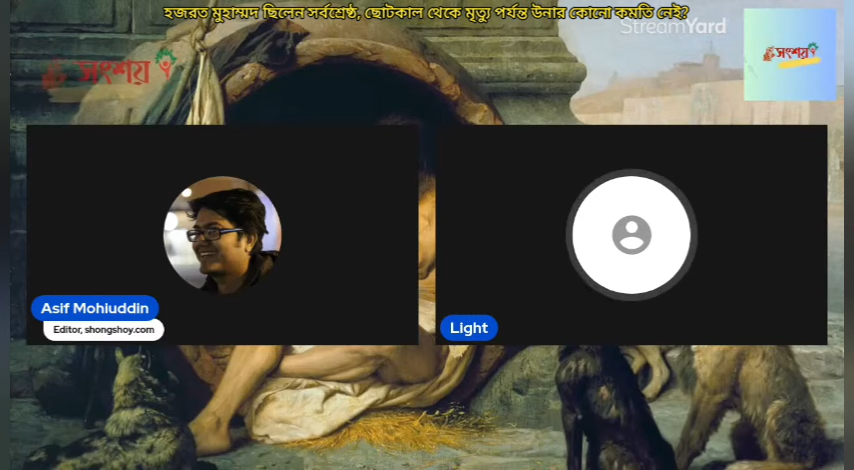 হজরত মুহাম্মদ ছিলেন সর্বশ্রেষ্ঠ, ছোটকাল থেকে মৃত্যু পর্যন্ত উনার কোনো কমতি নেই?
StreamYard
সংশয়
সংশয়
Asif Mohiuddin
Editor, shongshoy.com
Light